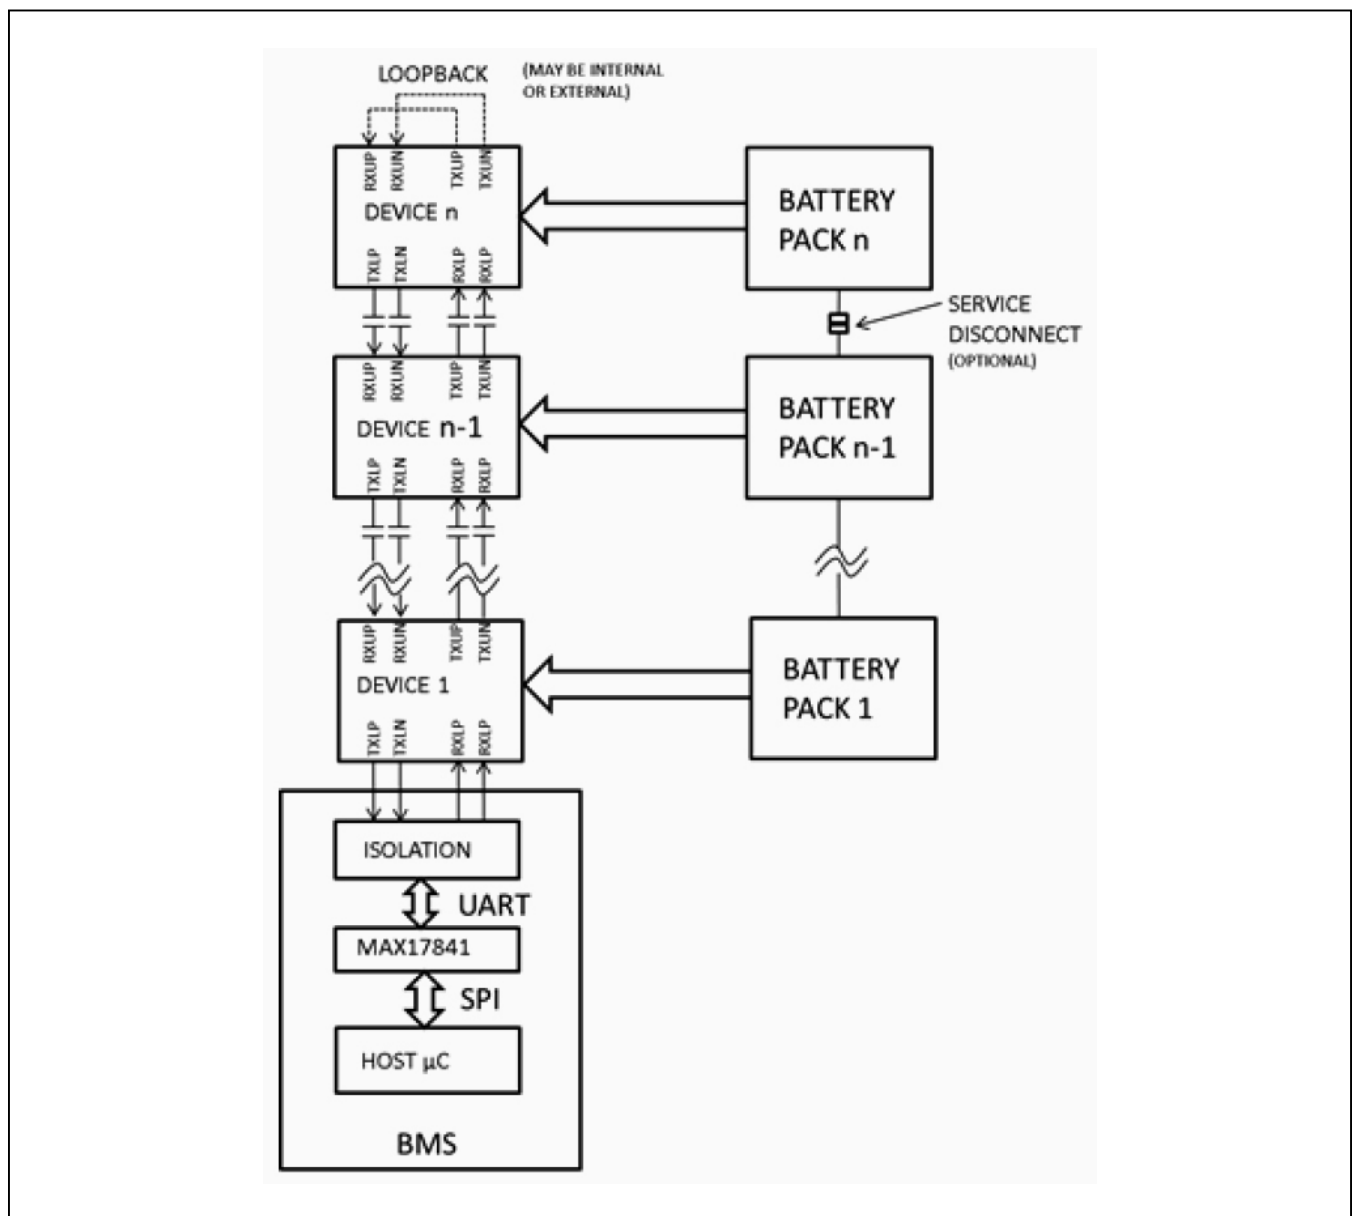 LOOPBACK
(MAY BE INTERNAL
OR EXTERNAL)
RXUP
RXUN
TXUP
TXUN
DEVICE n
TXLP
TXLN
RXLP
RXLP
BATTERY
PACK n
SERVICE
DISCONNECT
(OPTIONAL)
RXUP
RXUN
TXUP
TXUN
DEVICE n-1
TXLP
TXLN
RXLP
RXLP
BATTERY
PACK n-1
RXUP
RXUN
TXUP
TXUN
DEVICE 1
TXLP
TXLN
RXLP
RXLP
BATTERY
PACK 1
ISOLATION
UART
MAX17841
SPI
HOST µC
BMS